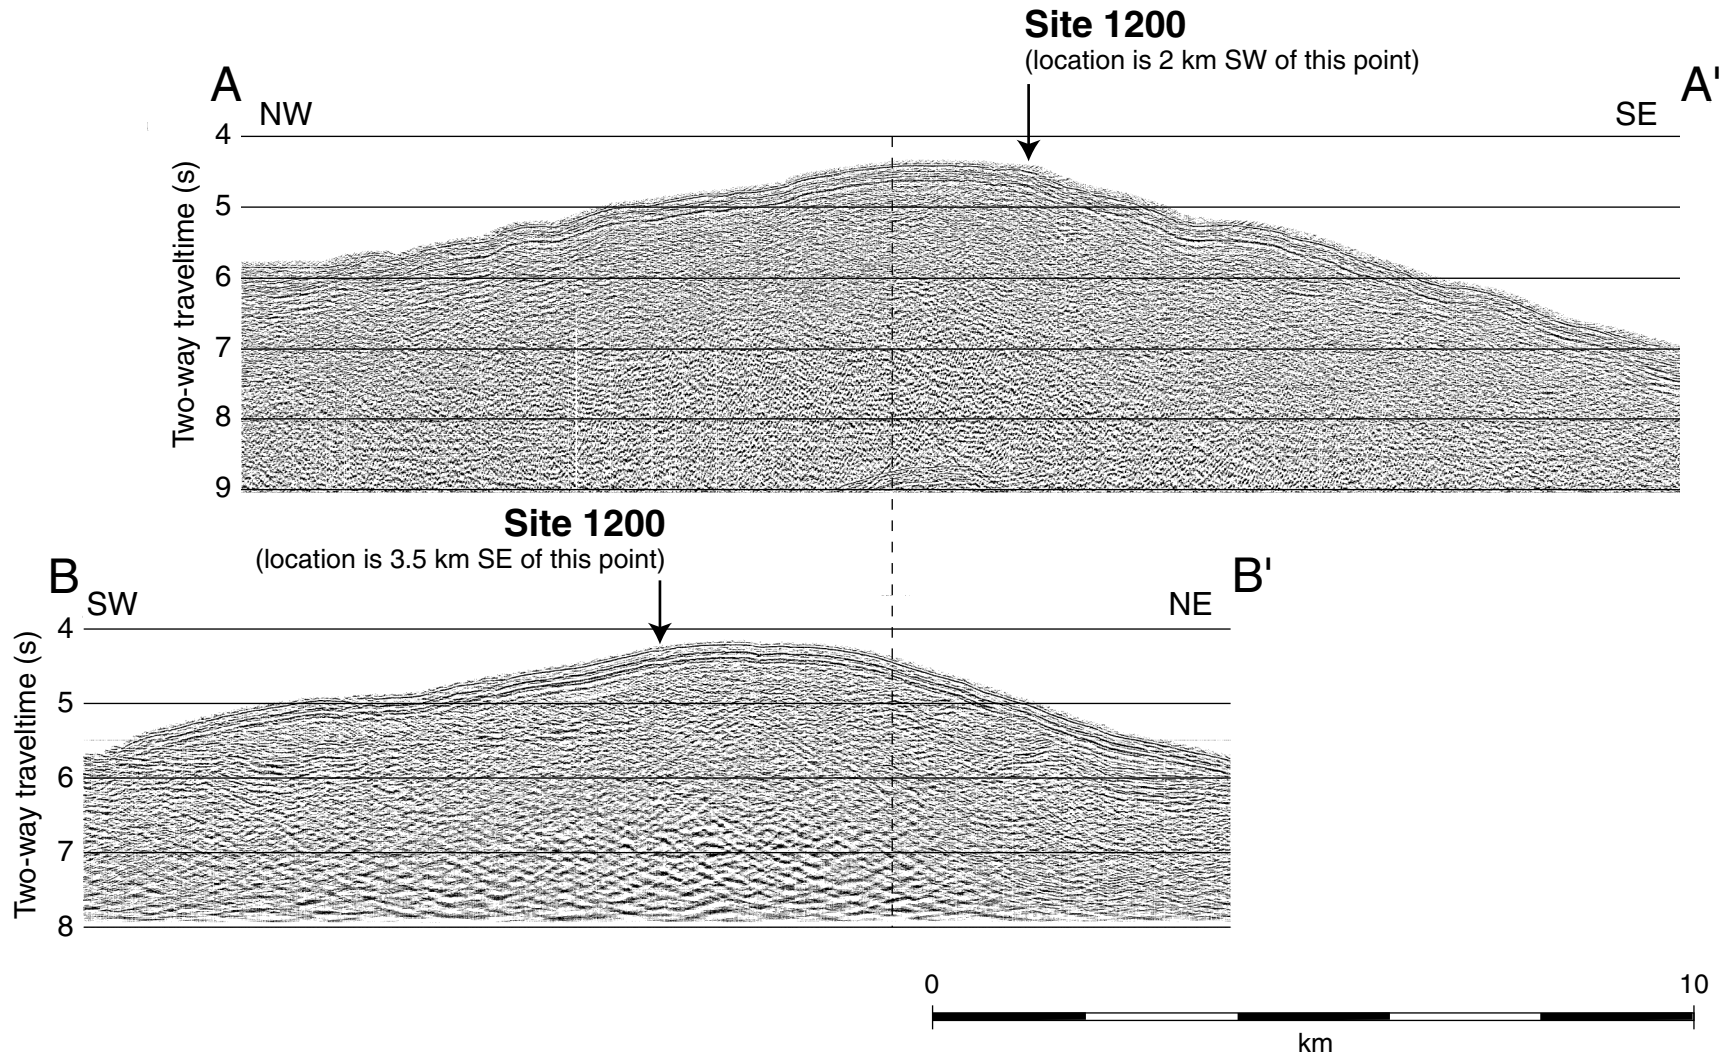 Site 1200
(location is 2 km SW of this point)
A
A'
NW
SE
4
5
6
7
8
9
Two-way traveltime (s)
Site 1200
(location is 3.5 km SE of this point)
B
B'
SW
NE
4
5
6
7
8
Two-way traveltime (s)
0
10
km